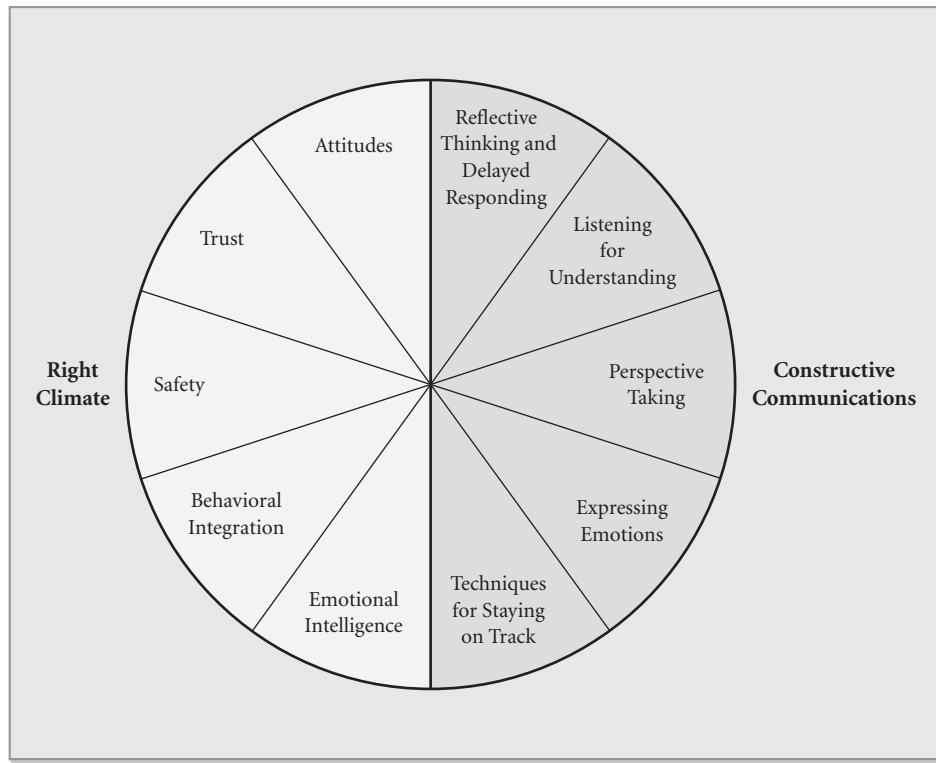 Attitudes
Trust
Safety
Behavioral
Integration
Emotional
Intelligence
Right
Climate
Reflective
Thinking and
Delayed
Responding
Listening
for
Understanding
Perspective
Taking
Expressing
Emotions
Techniques
for Staying
on Track
Constructive
Communications